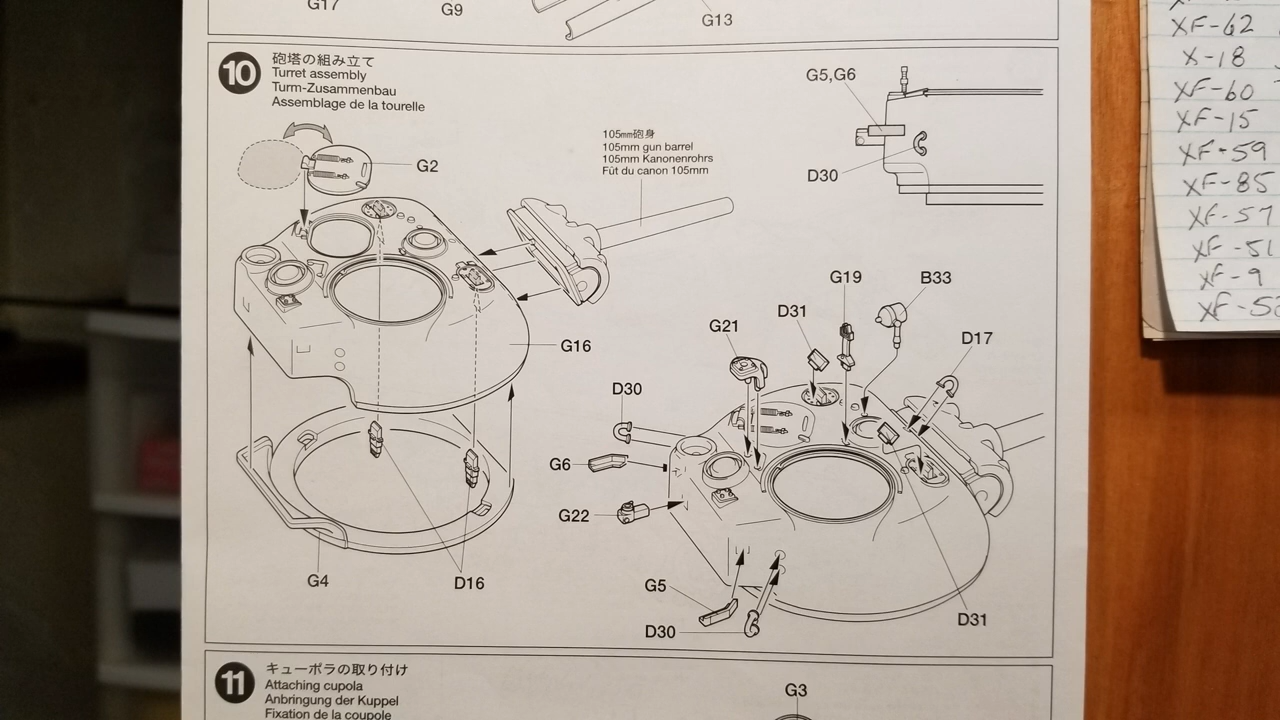 G17
G9
G13
10
砲塔の組み立て
Turret assembly
Turm-Zusammenbau
Assemblage de la tourelle
G2
105mm砲身
105mm gun barrel
105mm Kanonenrohrs
Fût du canon 105mm
G5,G6
D30
G16
G4
D16
G21
D31
G19
B33
D17
D30
G6
G22
G5
D30
D31
11
キューポラの取り付け
Attaching cupola
Anbringung der Kuppel
Fixation de la coupole
G3
XF-62
X-18
XF-60
XF-15
XF-59
XF-85
XF-57
XF-51
XF-9